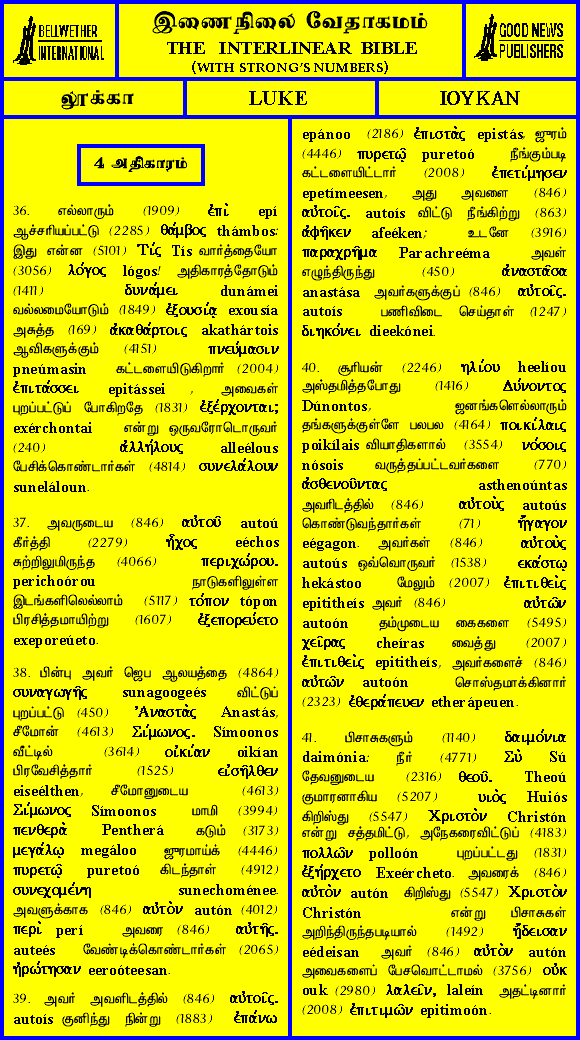 BELLWETHER
INTERNATIONAL
இணைநிலை வேதாகமம்
THE INTERLINEAR BIBLE
(WITH STRONG'S NUMBERS)
GOOD NEWS
PUBLISHERS
லூக்கா
LUKE
ΙΟΥΚΑΝ
4 அதிகாரம்
36. எல்லாரும் (1909) ἐπὶ epí
ஆச்சரியப்பட்டு (2285) θάμβος thámbos:
இது என்ன (5101) Τίς Tís வார்த்தையோ
(3056) λόγος lógos! அதிகாரத்தோடும்
(1411) δυνάμει dunámei
வல்லமையோடும் (1849) ἐξουσίᾳ exousía
அசுத்த (169) ἀκαθάρτοις akathártois
ஆவிகளுக்கும் (4151) πνεύμασιν
pneúmasin கட்டளையிடுகிறார் (2004)
ἐπιτάσσει epitássei , அவைகள்
புறப்பட்டுப் போகிறதே (1831) ἐξέρχονται;
exérchontai என்று ஒருவரோடொருவர்
(240) ἀλλήλους alleélous
பேசிக்கொண்டார்கள் (4814) συνελάλουν
suneláloun.
37. அவருடைய (846) αὐτοῦ autoú
கீர்த்தி (2279) ἦχος eéchos
சுற்றிலுமிருந்த (4066) περιχώρου.
perichoórou நாடுகளிலுள்ள
இடங்களிலெல்லாம் (5117) τόπον tópon
பிரசித்தமாயிற்று (1607) ἐξεπορεύετο
exeporeúeto.
38. பின்பு அவர் ஜெப ஆலயத்தை (4864)
συναγωγῆς sunagoogeés விட்டுப்
புறப்பட்டு (450) Ἀναστὰς Anastás,
சீமோன் (4613) Σίμωνος. Símoonos
வீட்டில் (3614) οἰκίαν oikían
பிரவேசித்தார் (1525) εἰσῆλθεν
eiseélthen, சீமோனுடைய (4613)
Σίμωνος Símoonos மாமி (3994)
πενθερὰ Pentherá கடும் (3173)
μεγάλῳ megáloo ஜுரமாய்க் (4446)
πυρετῷ puretoó கிடந்தாள் (4912)
συνεχομένη sunechoménee.
அவளுக்காக (846) αὐτὸν autón (4012)
περὶ perí அவரை (846) αὐτῆς.
auteés வேண்டிக்கொண்டார்கள் (2065)
ἠρώτησαν eeroóteesan.
39. அவர் அவளிடத்தில் (846) αὐτοῖς.
autoís குனிந்து நின்று (1883) ἐπάνω
epánoo (2186) ἐπιστὰς epistás, ஜுரம்
(4446) πυρετῷ puretoó நீங்கும்படி
கட்டளையிட்டார் (2008) ἐπετίμησεν
epetímeesen, அது அவளை (846)
αὐτοῖς. autoís விட்டு நீங்கிற்று (863)
ἀφῆκεν afeéken; உடனே (3916)
παραχρῆμα Parachreéma அவள்
எழுந்திருந்து (450) ἀναστᾶσα
anastása அவர்களுக்குப் (846) αὐτοῖς.
autoís பணிவிடை செய்தாள் (1247)
διηκόνει dieekónei.
40. சூரியன் (2246) ἡλίου heelíou
அஸ்தமித்தபோது (1416) Δύνοντος
Dúnontos, ஜனங்களெல்லாரும்
தங்களுக்குள்ளே பலபல (4164) ποικίλαις
poikílais வியாதிகளால் (3554) νόσοις
nósois வருத்தப்பட்டவர்களை (770)
ἀσθενοῦντας asthenoúntas
அவரிடத்தில் (846) αὐτοὺς autoús
கொண்டுவந்தார்கள் (71) ἤγαγον
eégagon. அவர்கள் (846) αὐτοὺς
autoús ஒவ்வொருவர் (1538) ἑκάστῳ
hekástoo மேலும் (2007) ἐπιτιθεὶς
epititheís அவர் (846) αὐτῶν
autoón தம்முடைய கைகளை (5495)
χεῖρας cheíras வைத்து (2007)
ἐπιτιθεὶς epititheís, அவர்களைச் (846)
αὐτῶν autoón சொஸ்தமாக்கினார்
(2323) ἐθεράπευεν etherápeuen.
41. பிசாசுகளும் (1140) δαιμόνια
daimónia: நீர் (4771) Σὺ Sú
தேவனுடைய (2316) θεοῦ. Theoú
குமாரனாகிய (5207) υἱὸς Huiós
கிறிஸ்து (5547) Χριστὸν Christón
என்று சத்தமிட்டு, அநேகரைவிட்டுப் (4183)
πολλῶν polloón புறப்பட்டது (1831)
ἐξήρχετο Exeércheto. அவரைக் (846)
αὐτὸν autón கிறிஸ்து (5547) Χριστὸν
Christón என்று பிசாசுகள்
அறிந்திருந்தபடியால் (1492) ᾔδεισαν
eédeisan அவர் (846) αὐτὸν autón
அவைகளைப் பேசவொட்டாமல் (3756) οὐκ
ouk (2980) λαλεῖν, laleín அதட்டினார்
(2008) ἐπιτιμῶν epitimoón.